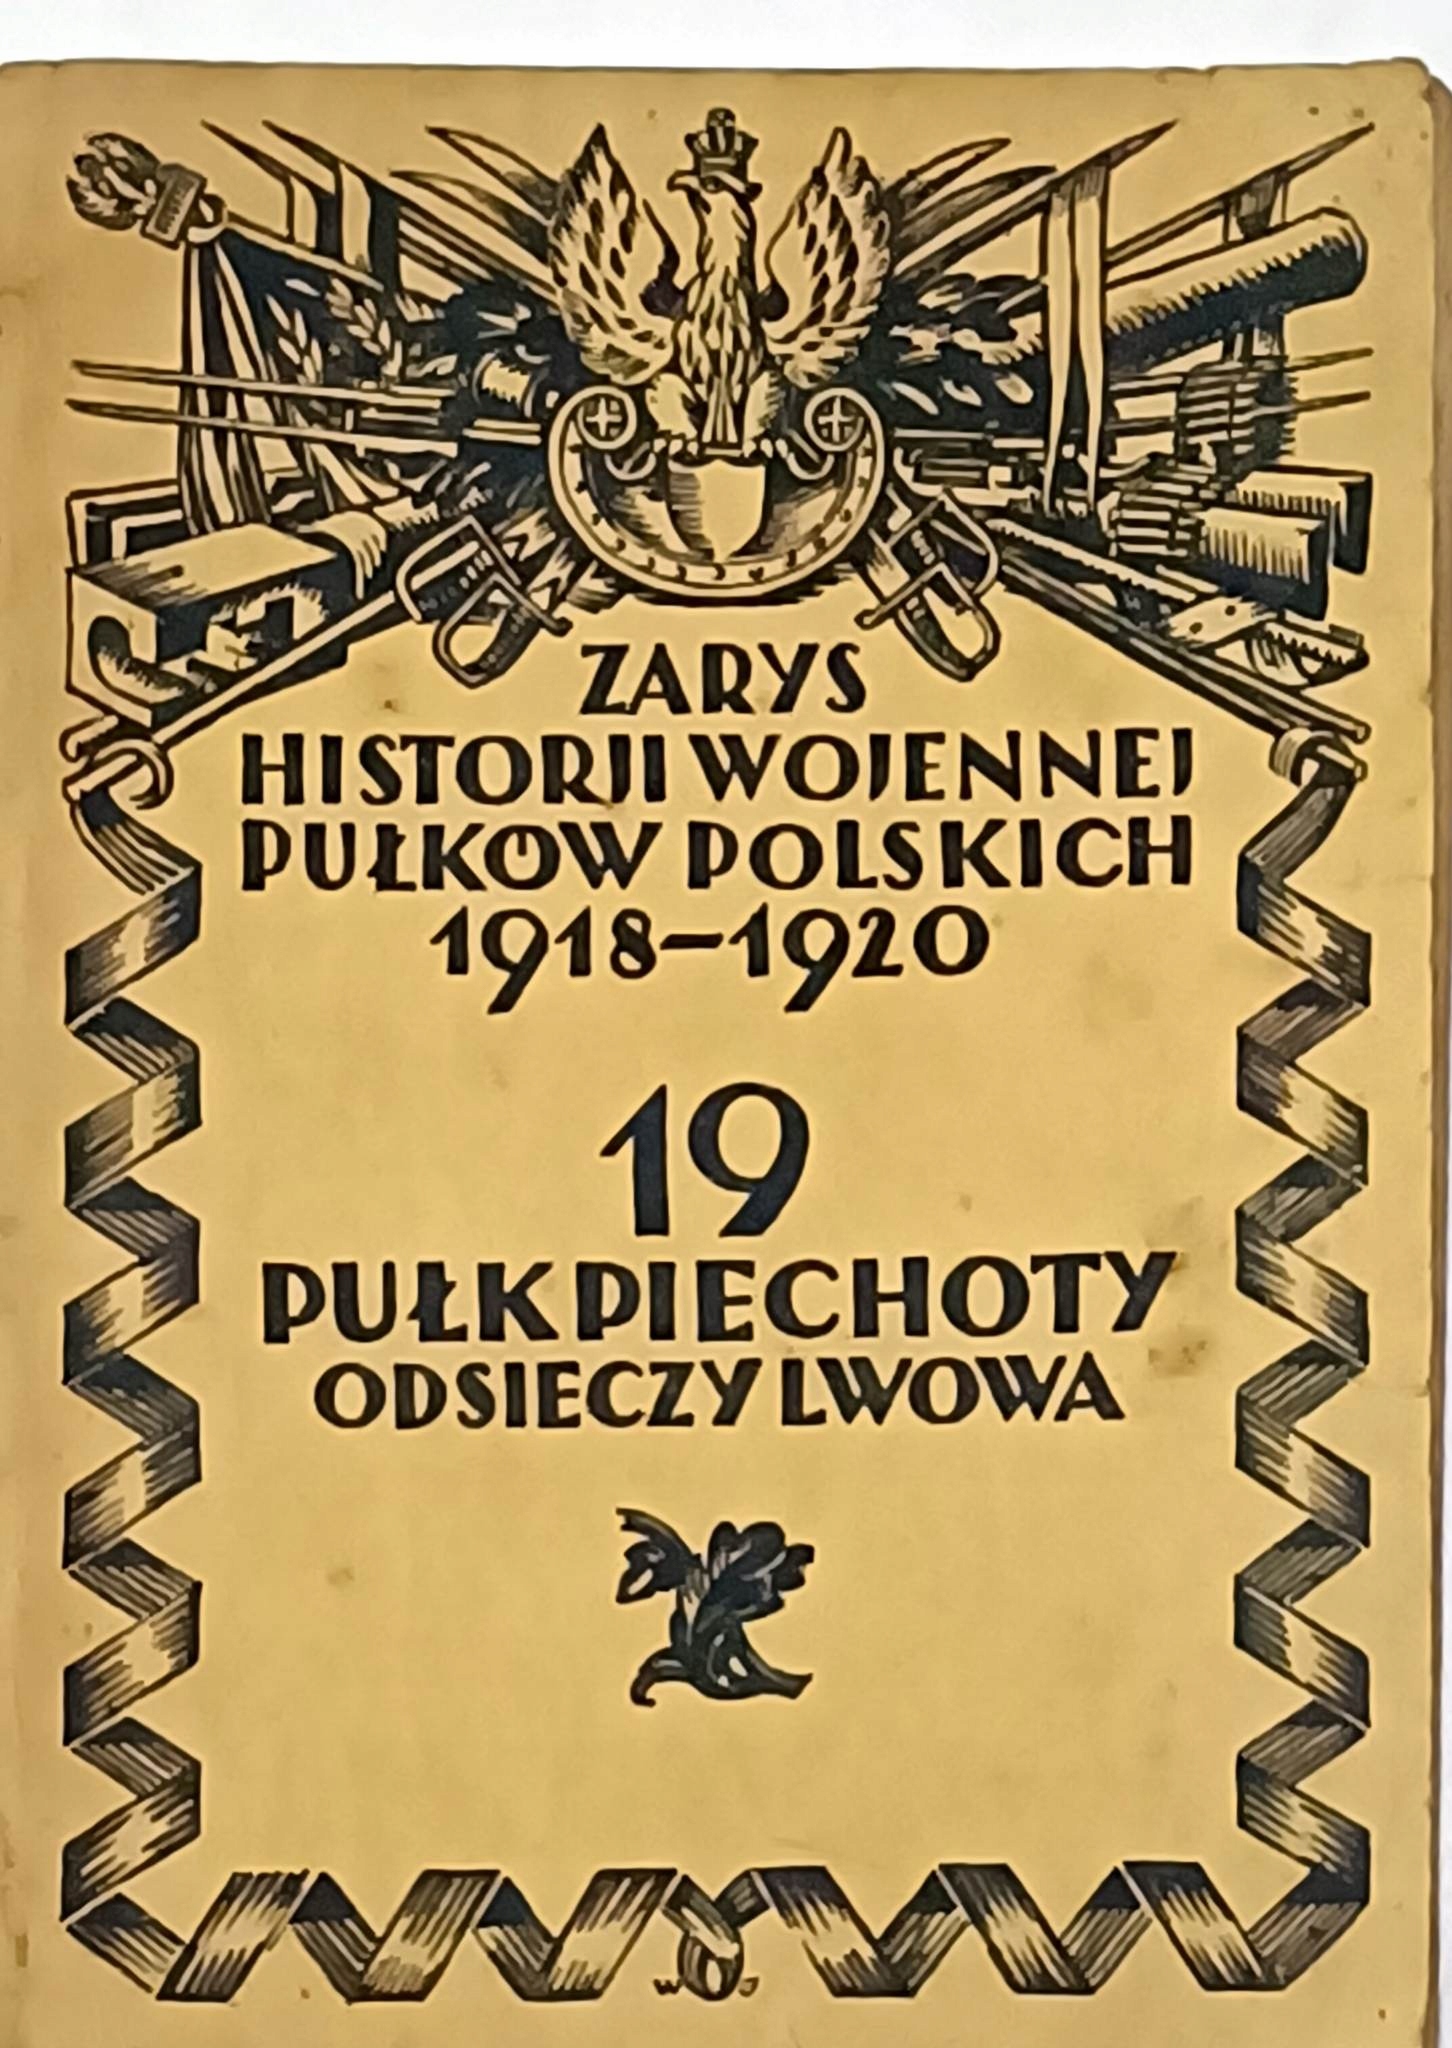 ZARYS
HISTORJI WOJENNEJ
PUŁKÓW POLSKICH
1918-1920
19
PUŁK PIECHOTY
ODSIECZY LWOWA
W J